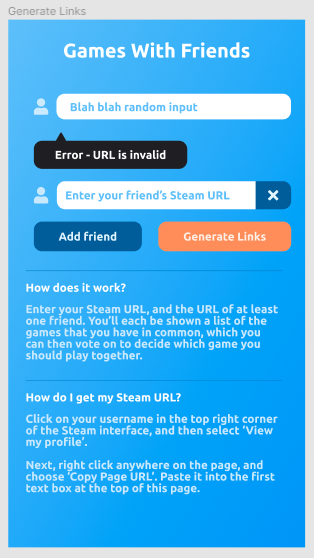 Generate Links
Games With Friends
Blah blah random input
Error - URL is invalid
Enter your friend's Steam URL
Add friend
Generate Links
How does it work?
Enter your Steam URL, and the URL of at least
one friend. You'll each be shown a list of the
games that you have in common, which you
can then vote on to decide which game you
should play together.
How do I get my Steam URL?
Click on your username in the top right corner
of the Steam interface, and then select 'View
my profile'.
Next, right click anywhere on the page, and
choose 'Copy Page URL'. Paste it into the first
text box at the top of this page.